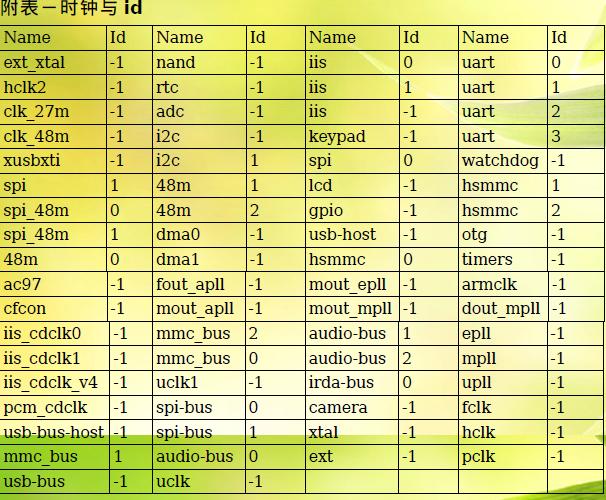 附表－时钟与 id
Name Id Name Id Name Id Name Id
ext_xtal -1 nand -1 iis 0 uart 0
hclk2 -1 rtc -1 iis 1 uart 1
clk_27m -1 adc -1 iis -1 uart 2
clk_48m -1 i2c -1 keypad -1 uart 3
xusbxti -1 i2c 1 spi 0 watchdog -1
spi 1 48m 1 lcd -1 hsmmc 1
spi_48m 0 48m 2 gpio -1 hsmmc 2
spi_48m 1 dma0 -1 usb-host -1 otg -1
48m 0 dma1 -1 hsmmc 0 timers -1
ac97 -1 fout_apll -1 mout_epll -1 armclk -1
cfcon -1 mout_apll -1 mout_mpll -1 dout_mpll -1
iis_cdclk0 -1 mmc_bus 2 audio-bus 1 epll -1
iis_cdclk1 -1 mmc_bus 0 audio-bus 2 mpll -1
iis_cdclk_v4 -1 uclk1 -1 irda-bus 0 upll -1
pcm_cdclk -1 spi-bus 0 camera -1 fclk -1
usb-bus-host -1 spi-bus 1 xtal -1 hclk -1
mmc_bus 1 audio-bus 0 ext -1 pclk -1
usb-bus -1 uclk -1